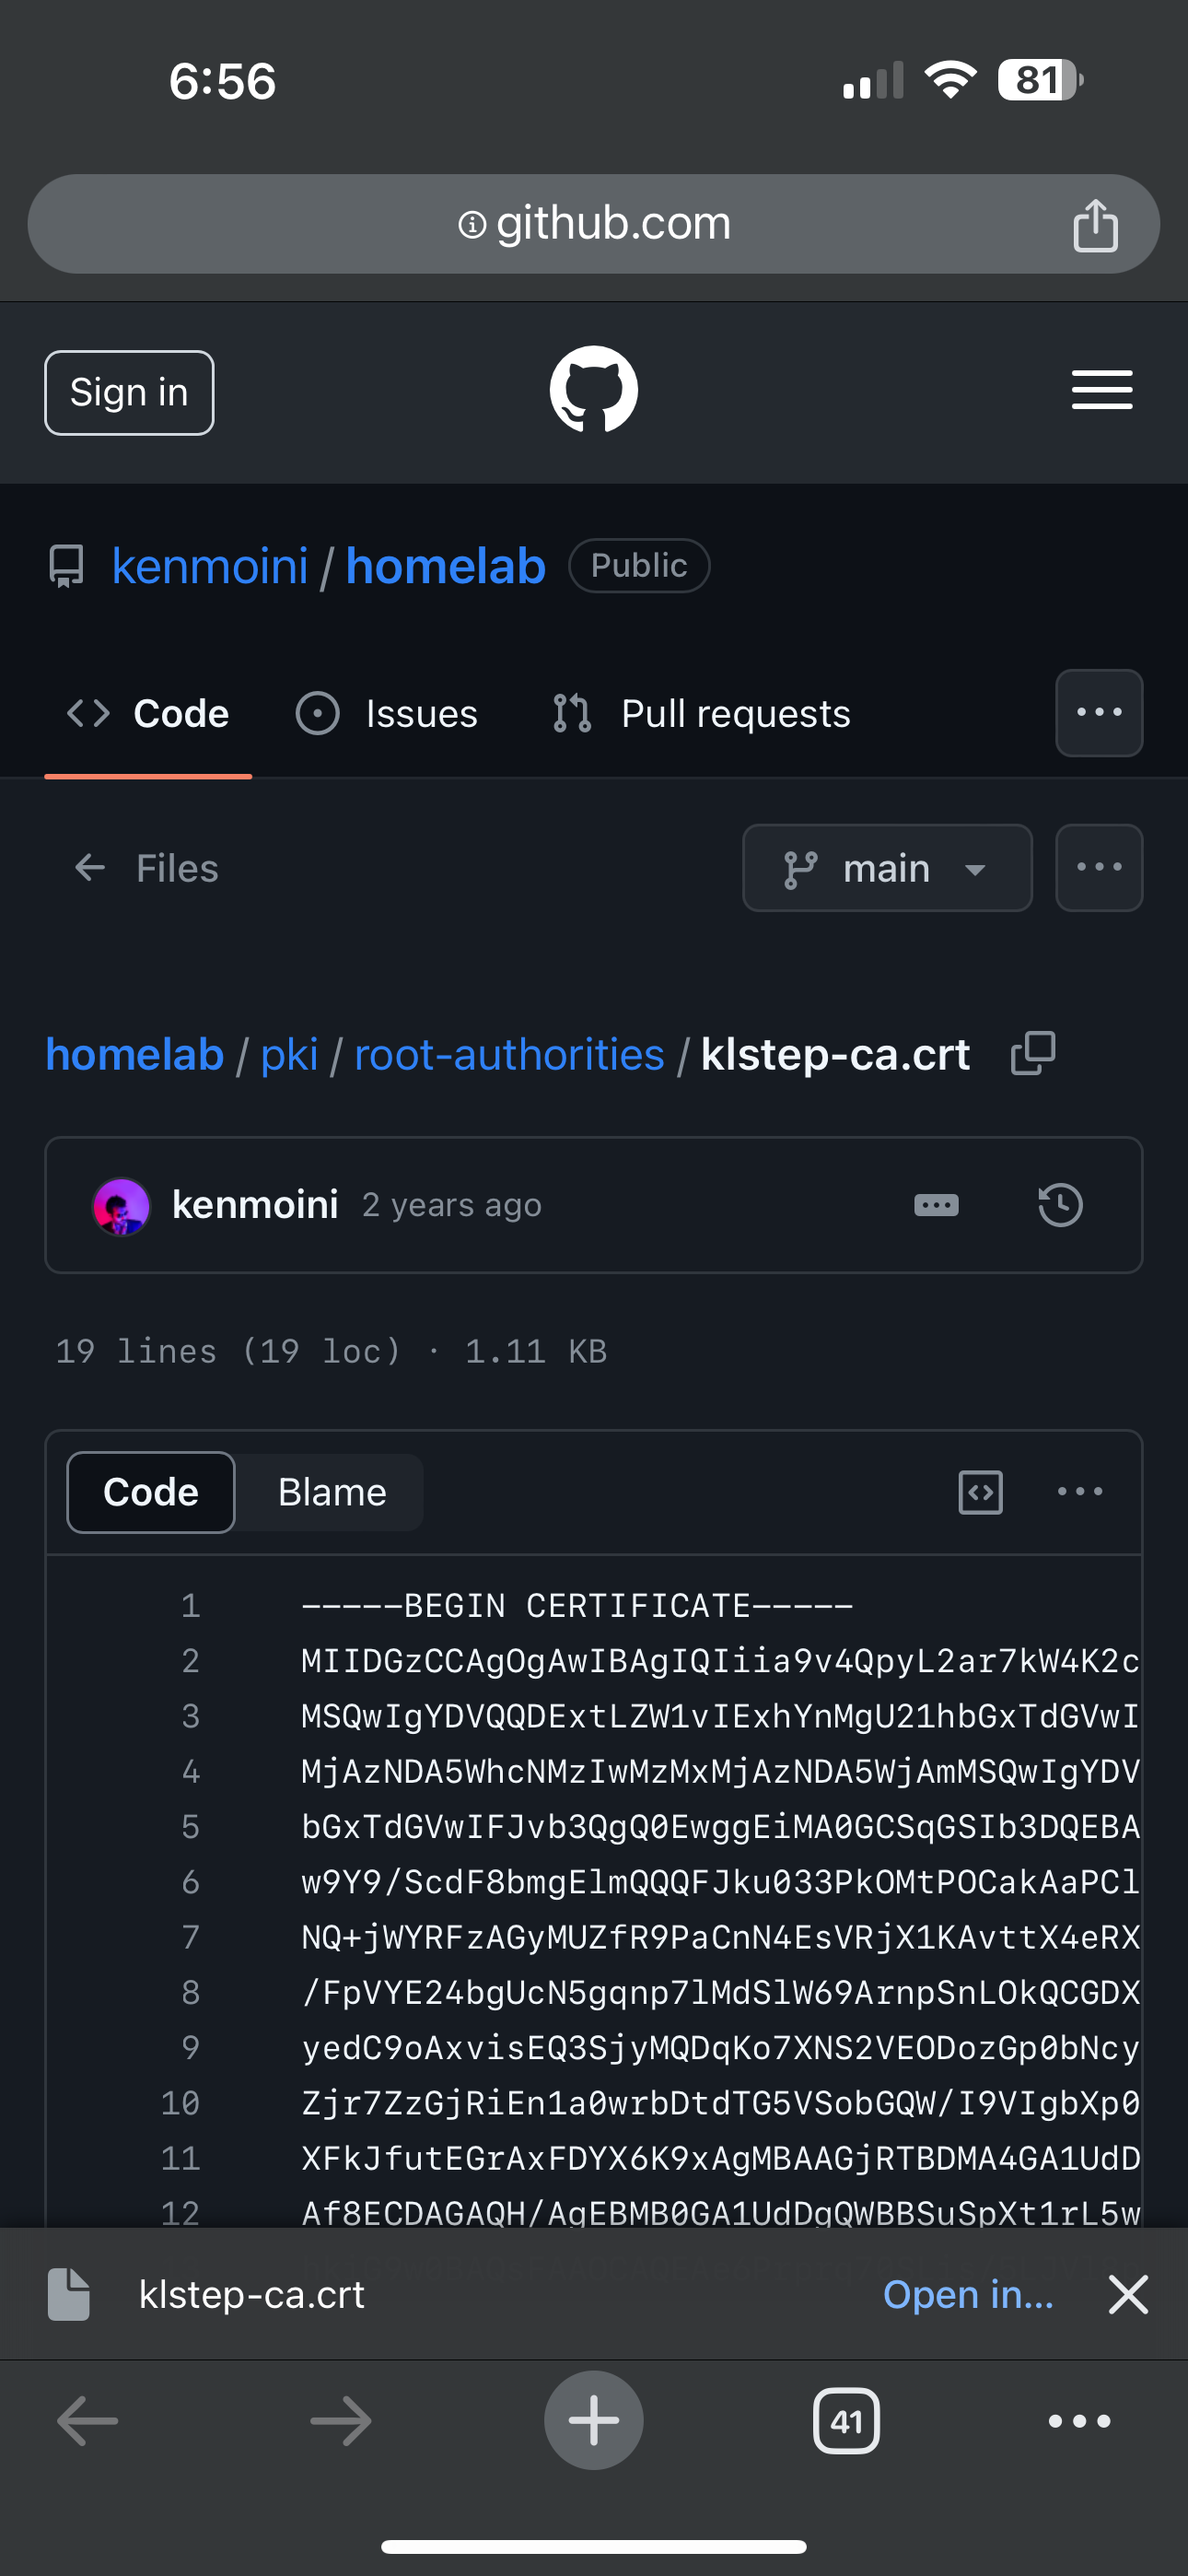 6:56
81
github.com
Sign in
kenmoini / homelab Public
Code Issues Pull requests
Files main
homelab / pki / root-authorities / klstep-ca.crt
kenmoini 2 years ago
19 lines (19 loc) · 1.11 KB
Code Blame
1 -----BEGIN CERTIFICATE-----
2 MIIDGzCCAgOgAwIBAgIQIiia9v4QpyL2ar7kW4K2c
3 MSQwIgYDVQQDExtLZW1vIExhYnMgU21hbGxTdGVwI
4 MjAzNDA5WhcNMzIwMzMxMjAzNDA5WjAmMSQwIgYDV
5 bGxTdGVwIFJvb3QgQ0EwggEiMA0GCSqGSIb3DQEBA
6 w9Y9/ScdF8bmgElmQQQFJku033PkOMtPOCakAaPCl
7 NQ+jWYRFzAGyMUZfR9PaCnN4EsVRjX1KAvttX4eRX
8 /FpVYE24bgUcN5gqnp7lMdSlW69ArnpSnLOkQCGDX
9 yedC9oAxvisEQ3SjyMQDqKo7XNS2VEODozGp0bNcy
10 Zjr7ZzGjRiEn1a0wrbDtdTG5VSobGQW/I9VIgbXp0
11 XFkJfutEGrAxFDYX6K9xAgMBAAGjRTBDMA4GA1UdD
12 Af8ECDAGAQH/AgEBMB0GA1UdDgQWBBSuSpXt1rL5w
klstep-ca.crt Open in...
41